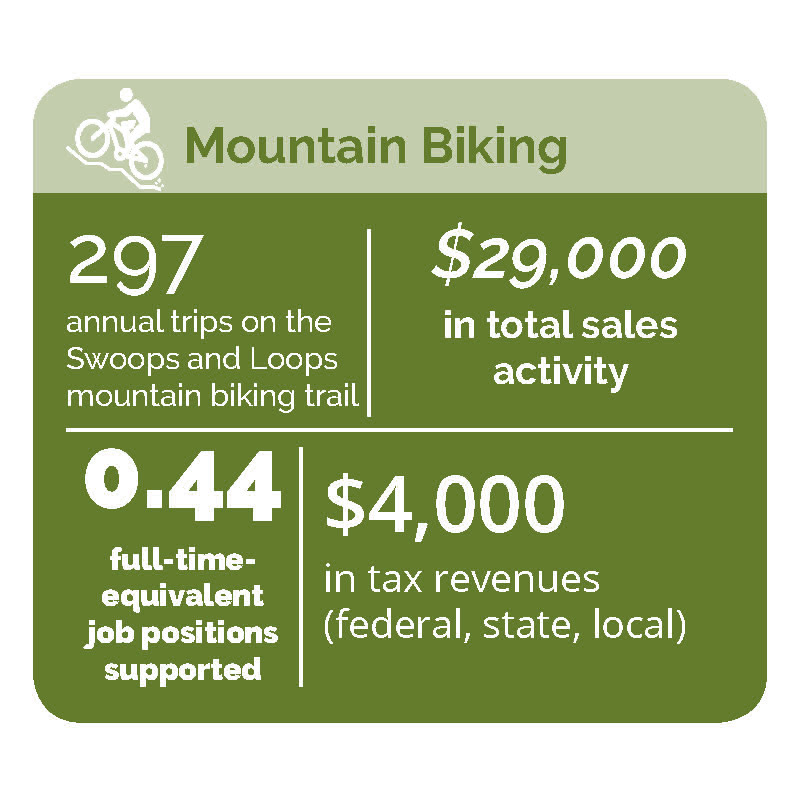 Mountain Biking
297
annual trips on the
Swoops and Loops
mountain biking trail
$29,000
in total sales
activity
0.44
full-time-
equivalent
job positions
supported
$4,000
in tax revenues
(federal, state, local)